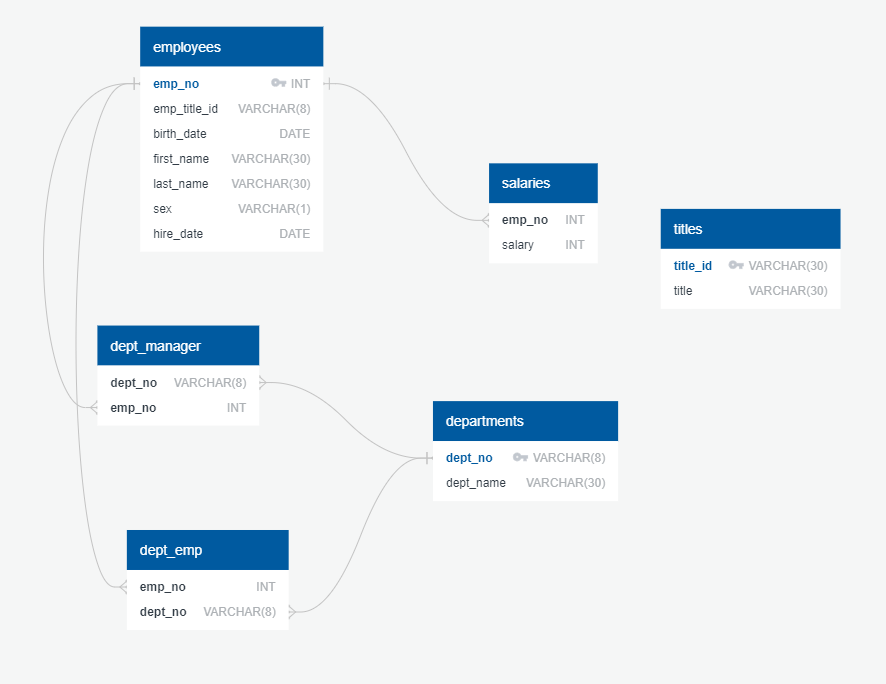 employees
emp_no INT
emp_title_id VARCHAR(8)
birth_date DATE
first_name VARCHAR(30)
last_name VARCHAR(30)
sex VARCHAR(1)
hire_date DATE
salaries
emp_no INT
salary INT
titles
title_id VARCHAR(30)
title VARCHAR(30)
dept_manager
dept_no VARCHAR(8)
emp_no INT
departments
dept_no VARCHAR(8)
dept_name VARCHAR(30)
dept_emp
emp_no INT
dept_no VARCHAR(8)